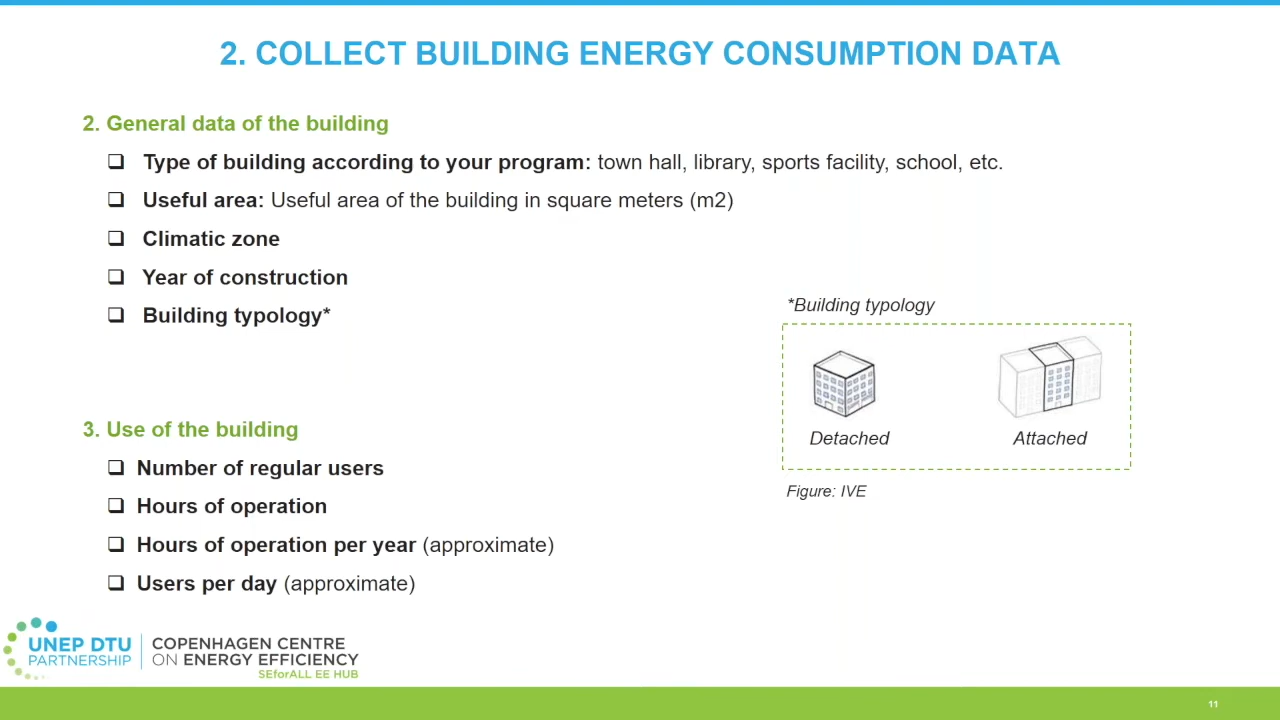 2. COLLECT BUILDING ENERGY CONSUMPTION DATA
2. General data of the building
❑ Type of building according to your program: town hall, library, sports facility, school, etc.
❑ Useful area: Useful area of the building in square meters (m2)
❑ Climatic zone
❑ Year of construction
❑ Building typology*
*Building typology
Detached
Attached
Figure: IVE
3. Use of the building
❑ Number of regular users
❑ Hours of operation
❑ Hours of operation per year (approximate)
❑ Users per day (approximate)
UNEP DTU
PARTNERSHIP
COPENHAGEN CENTRE
ON ENERGY EFFICIENCY
SEforALL EE HUB
11